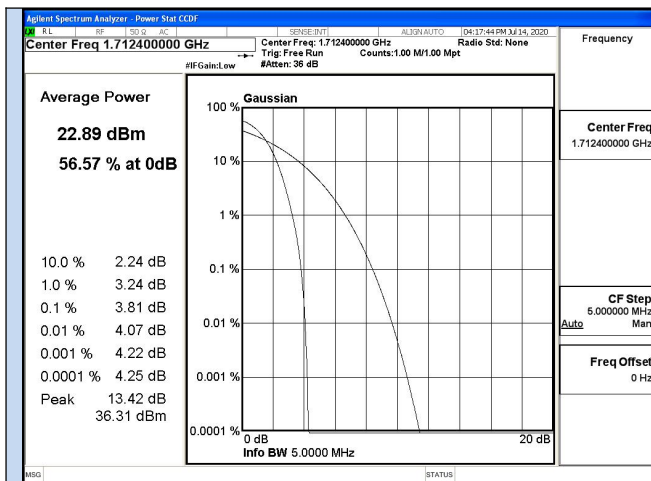 Agilent Spectrum Analyzer - Power Stat CCDF
RL RF 50 Ω AC SENSE:INT ALIGN AUTO 04:17:44 PM Jul 14, 2020
Center Freq 1.712400000 GHz
Center Freq: 1.712400000 GHz Radio Std: None
Trig: Free Run Counts:1.00 M/1.00 Mpt
#IFGain:Low #Atten: 36 dB
Frequency
Average Power
22.89 dBm
56.57 % at 0dB
10.0 % 2.24 dB
1.0 % 3.24 dB
0.1 % 3.81 dB
0.01 % 4.07 dB
0.001 % 4.22 dB
0.0001 % 4.25 dB
Peak 13.42 dB
36.31 dBm
Gaussian
100 %
10 %
1 %
0.1 %
0.01 %
0.001 %
0.0001 %
0 dB 20 dB
Info BW 5.0000 MHz
Center Freq
1.712400000 GHz
CF Step
5.000000 MHz
Auto Man
Freq Offset
0 Hz
MSG STATUS